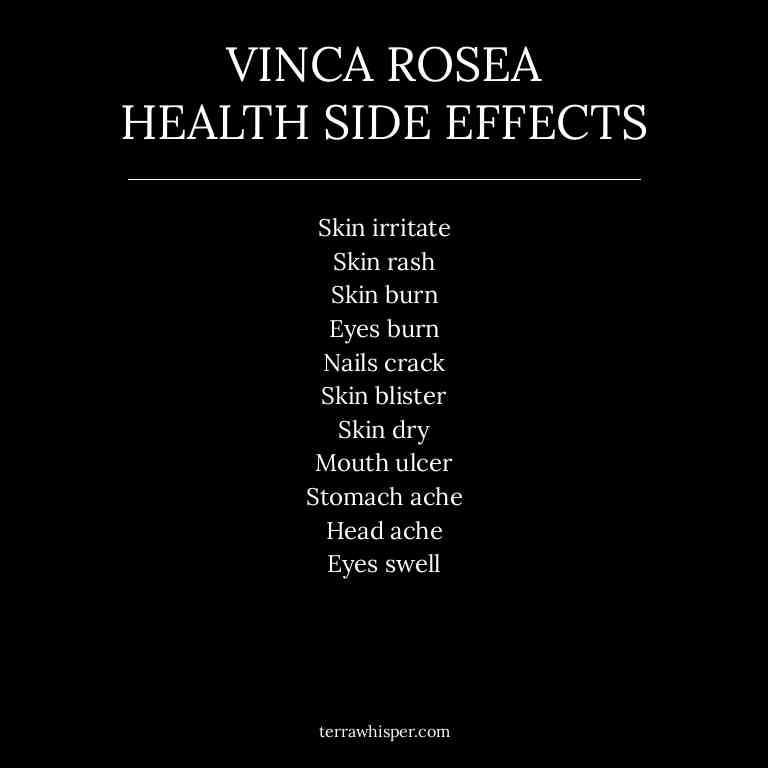 VINCA ROSEA
HEALTH SIDE EFFECTS
Skin irritate
Skin rash
Skin burn
Eyes burn
Nails crack
Skin blister
Skin dry
Mouth ulcer
Stomach ache
Head ache
Eyes swell
terrawhisper.com